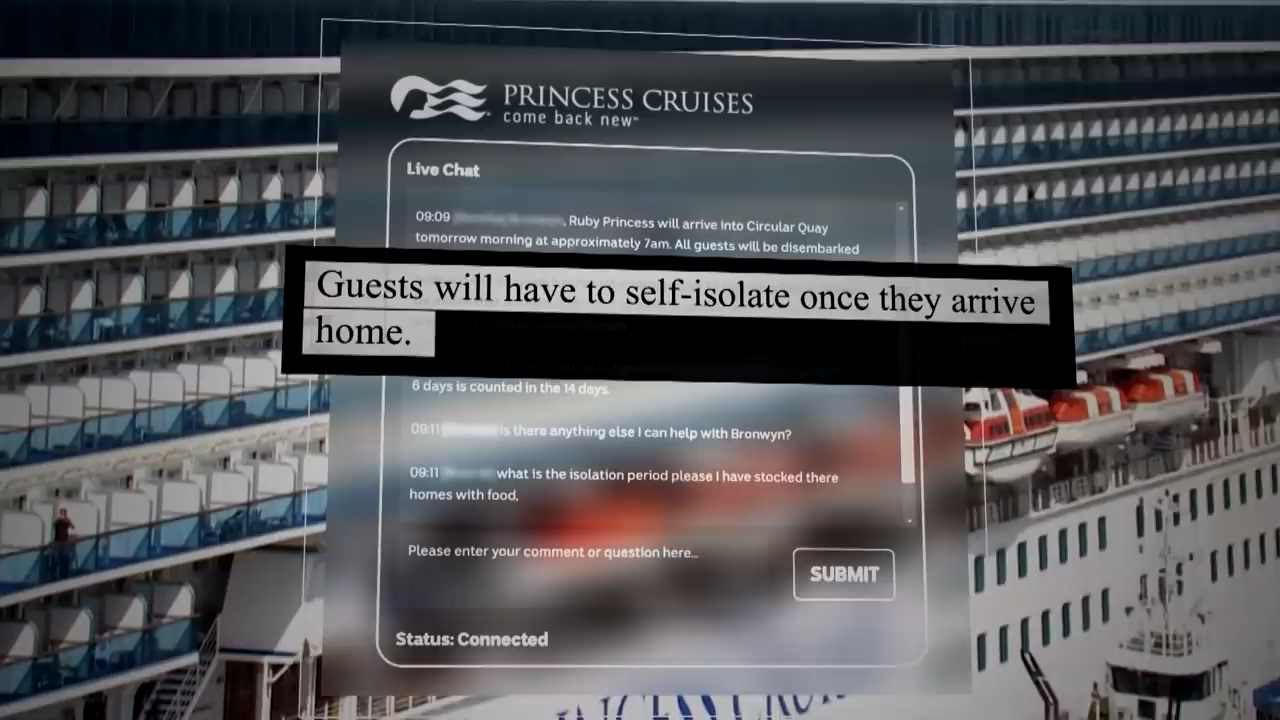 PRINCESS CRUISES
come back new™
Live Chat
09:09 , Ruby Princess will arrive into Circular Quay
tomorrow morning at approximately 7am. All guests will be disembarked
Guests will have to self-isolate once they arrive
home.
6 days is counted in the 14 days.
09:11 is there anything else I can help with Bronwyn?
09:11 what is the isolation period please I have stocked there
homes with food,
Please enter your comment or question here...
SUBMIT
Status: Connected